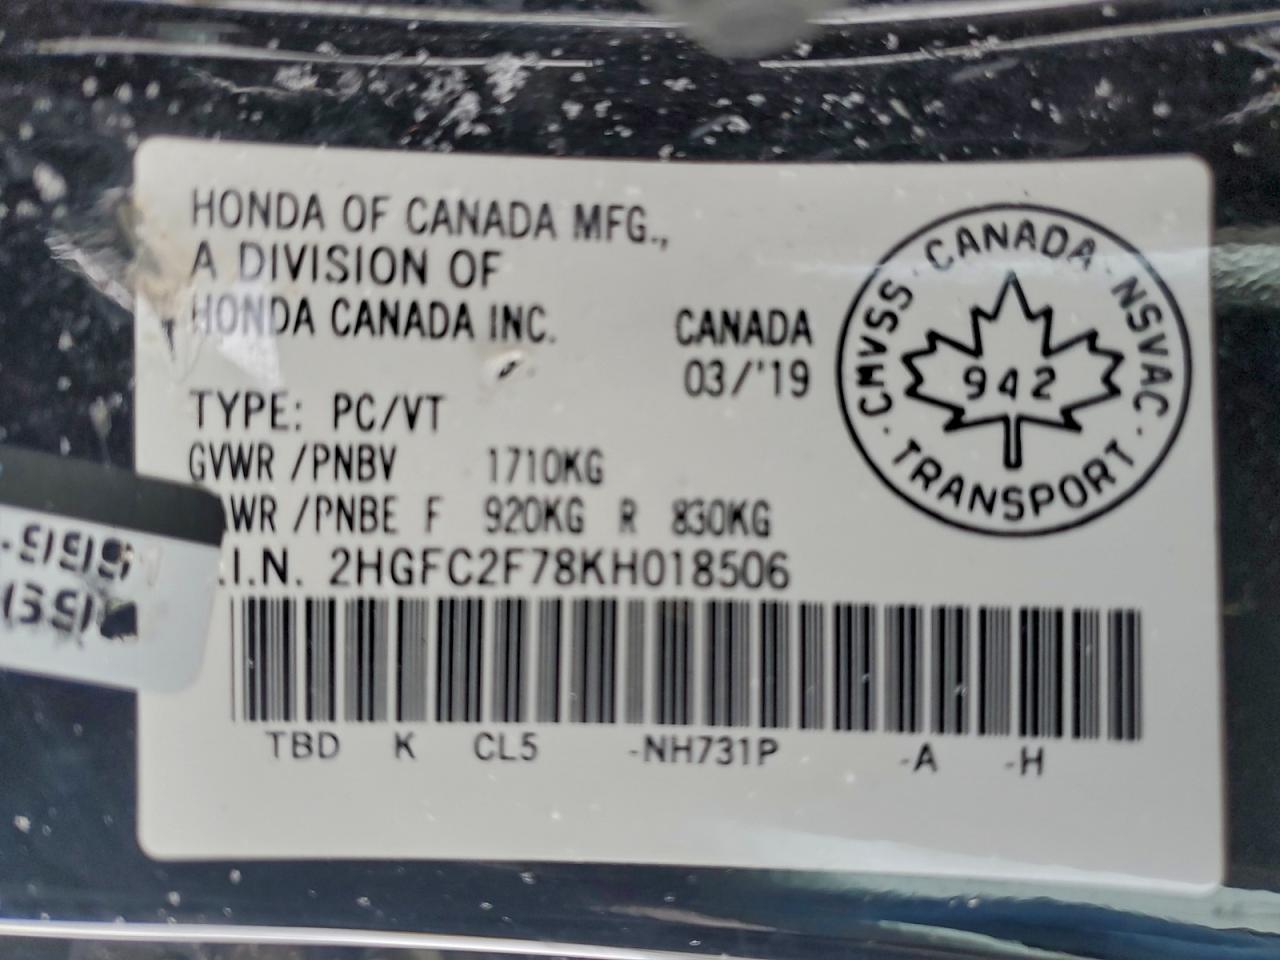 HONDA OF CANADA MFG.,
A DIVISION OF
HONDA CANADA INC.
CANADA
03/'19
TYPE: PC/VT
GVWR /PNBV 1710KG
AWR /PNBE F 920KG R 830KG
.I.N. 2HGFC2F78KH018506
TBD K CL5 -NH731P -A -H
CANADA · NSVAC · TRANSPORT · CMVSS ·
942